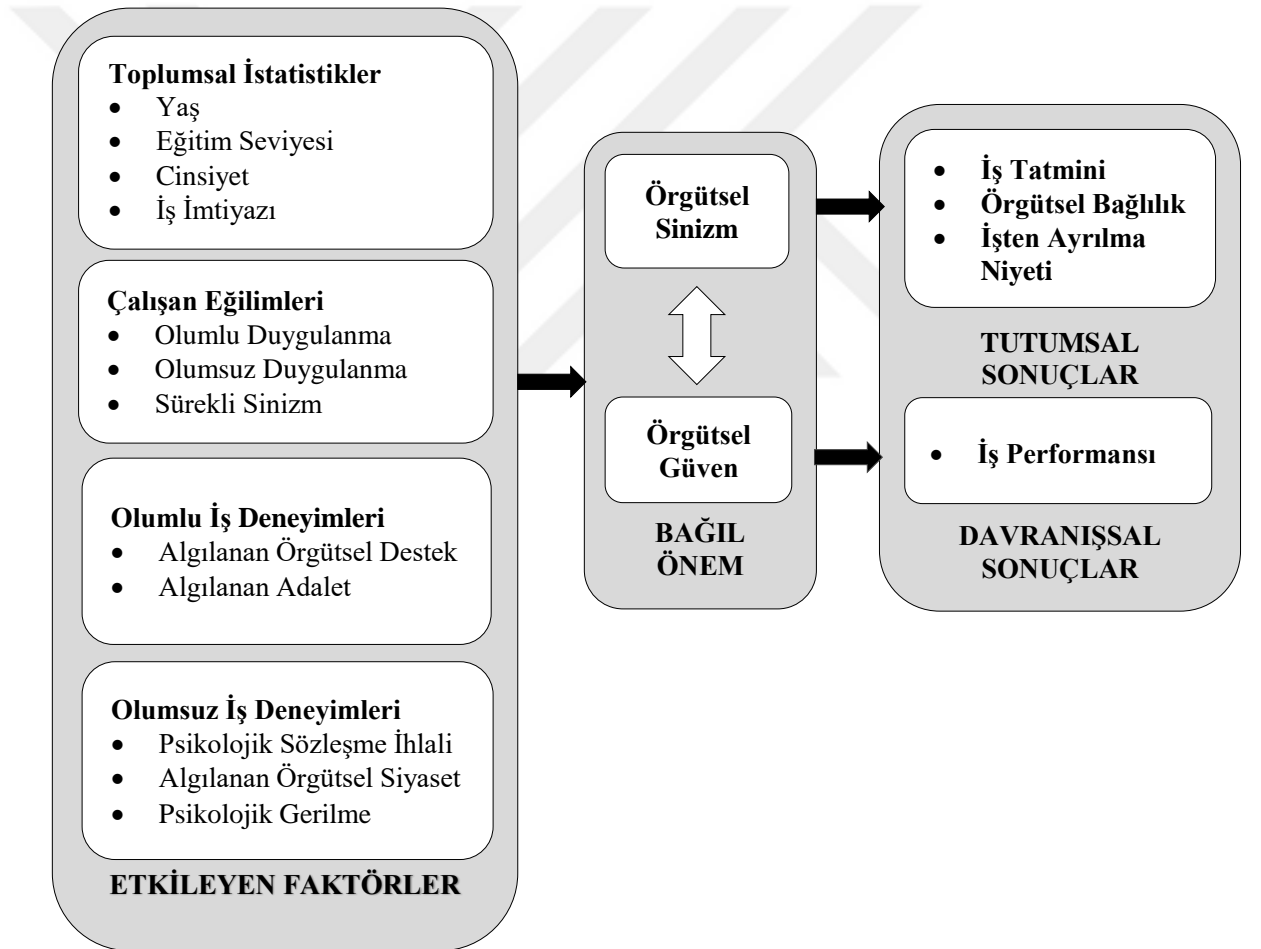 Toplumsal İstatistikler
• Yaş
• Eğitim Seviyesi
• Cinsiyet
• İş İmtiyazı
Çalışan Eğilimleri
• Olumlu Duygulanma
• Olumsuz Duygulanma
• Sürekli Sinizm
Olumlu İş Deneyimleri
• Algılanan Örgütsel Destek
• Algılanan Adalet
Olumsuz İş Deneyimleri
• Psikolojik Sözleşme İhlali
• Algılanan Örgütsel Siyaset
• Psikolojik Gerilme
ETKİLEYEN FAKTÖRLER
Örgütsel
Sinizm
Örgütsel
Güven
BAĞIL
ÖNEM
• İş Tatmini
• Örgütsel Bağlılık
• İşten Ayrılma
Niyeti
TUTUMSAL
SONUÇLAR
• İş Performansı
DAVRANIŞSAL
SONUÇLAR